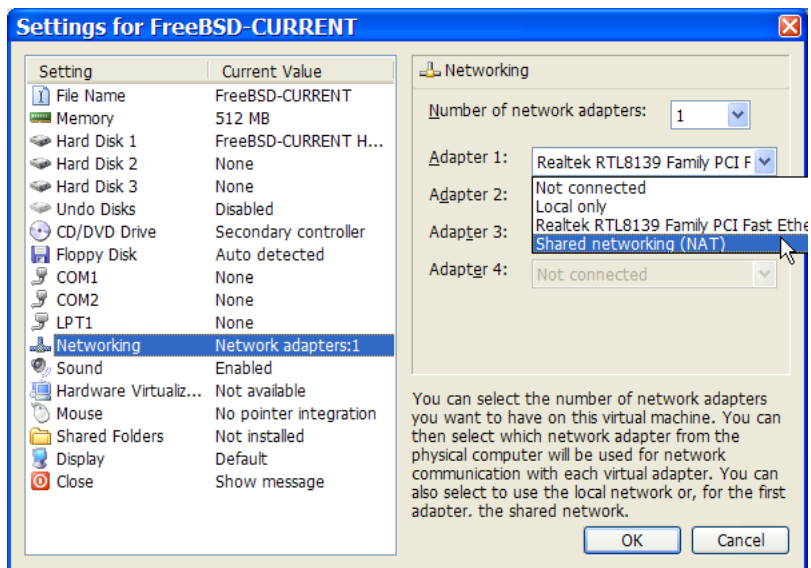 Settings for FreeBSD-CURRENT
Setting Current Value
File Name FreeBSD-CURRENT
Memory 512 MB
Hard Disk 1 FreeBSD-CURRENT H...
Hard Disk 2 None
Hard Disk 3 None
Undo Disks Disabled
CD/DVD Drive Secondary controller
Floppy Disk Auto detected
COM1 None
COM2 None
LPT1 None
Networking Network adapters:1
Sound Enabled
Hardware Virtualiz... Not available
Mouse No pointer integration
Shared Folders Not installed
Display Default
Close Show message
Networking
Number of network adapters: 1
Adapter 1: Realtek RTL8139 Family PCI F
Adapter 2: Not connected
Local only
Adapter 3: Realtek RTL8139 Family PCI Fast Ethe
Shared networking (NAT)
Adapter 4: Not connected
You can select the number of network adapters
you want to have on this virtual machine. You can
then select which network adapter from the
physical computer will be used for network
communication with each virtual adapter. You can
also select to use the local network or, for the first
adapter, the shared network.
OK Cancel